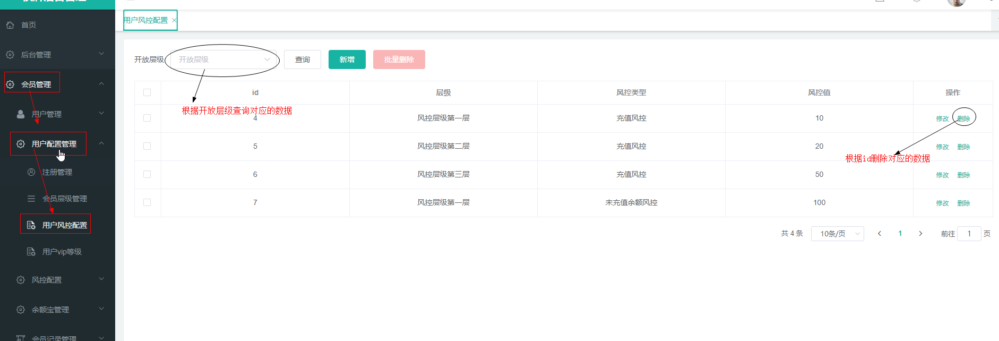 用户风控配置
首页
后台管理
会员管理
用户管理
用户配置管理
注册管理
会员层级管理
用户风控配置
用户vip等级
风控配置
余额宝管理
会员记录管理
开放层级 开放层级 查询 新增 批量删除
根据开放层级查询对应的数据
id 层级 风控类型 风控值 操作
4 风控层级第一层 充值风控 10 修改 删除
5 风控层级第二层 充值风控 20 修改 删除
根据id删除对应的数据
6 风控层级第三层 充值风控 50 修改 删除
7 风控层级第一层 未充值余额风控 100 修改 删除
共 4 条 10条/页 1 前往 1 页